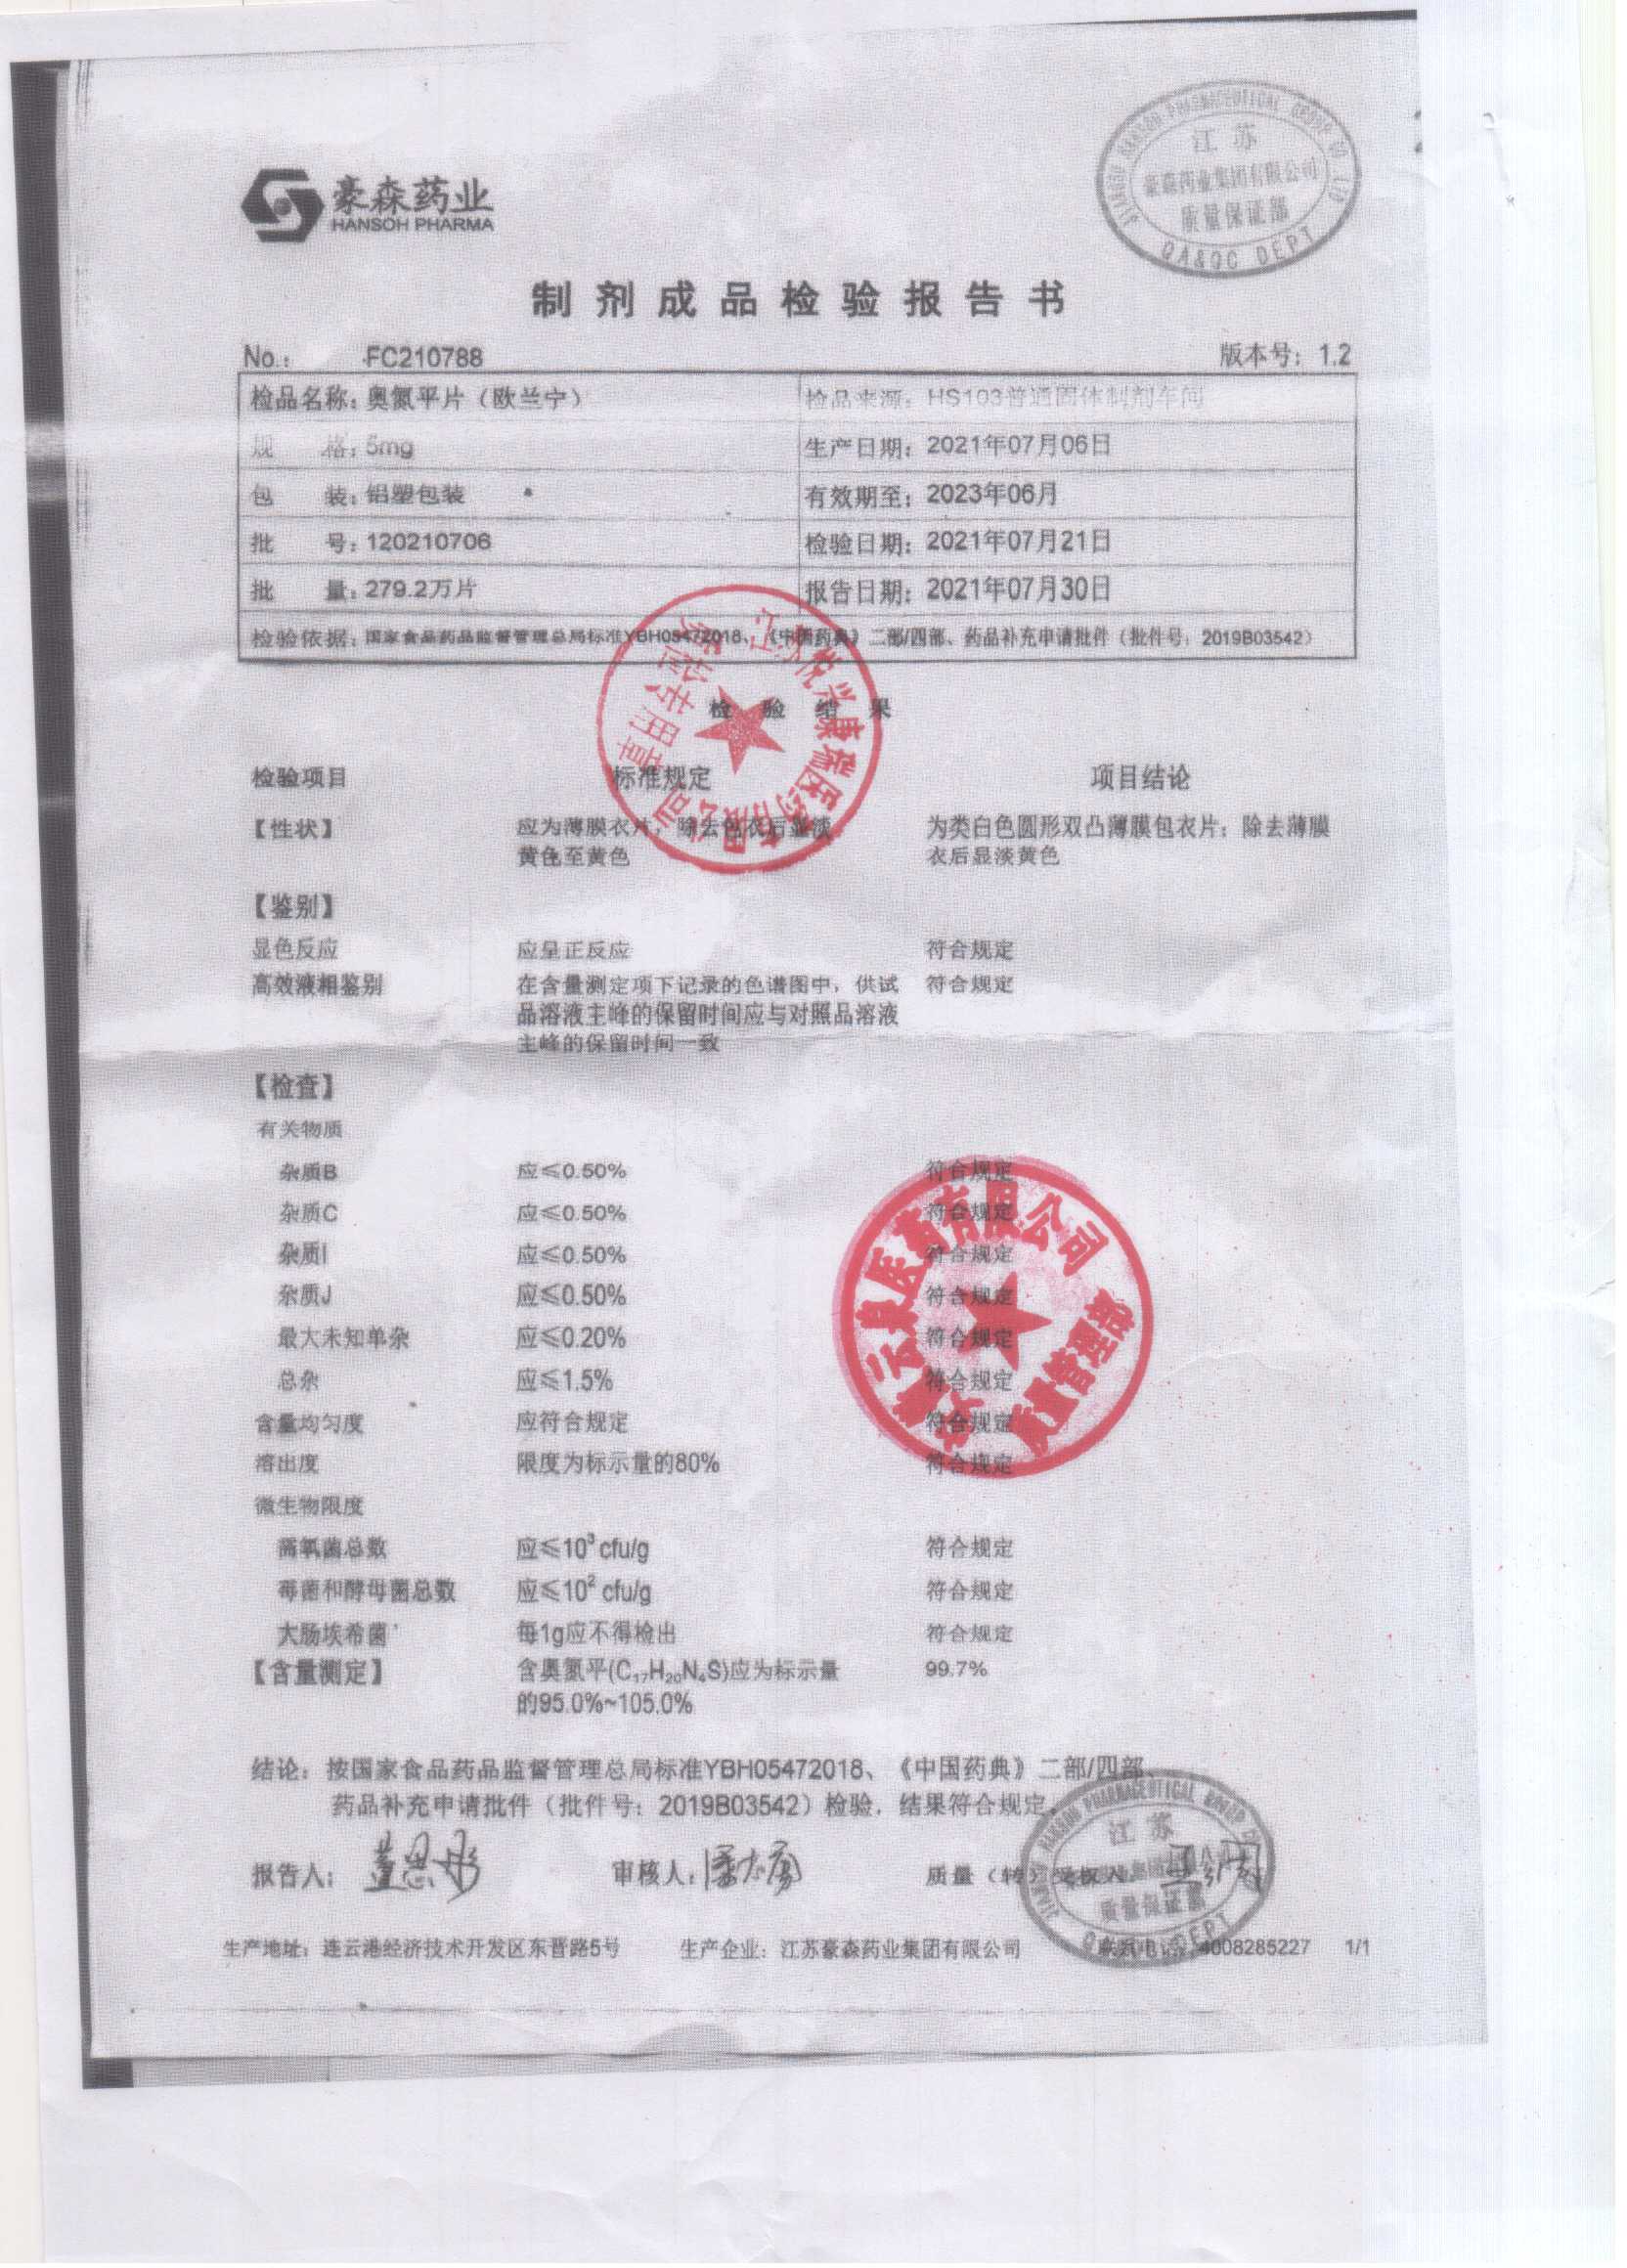 豪森药业
HANSOH PHARMA
江苏
豪森药业集团有限公司
质量保证部
QA&QC DEPT
制剂成品检验报告书
No.: FC210788 版本号：1.2
检品名称：奥氮平片（欧兰宁） 检品来源：HS103普通固体制剂车间
规 格：5mg 生产日期：2021年07月06日
包 装：铝塑包装 有效期至：2023年06月
批 号：120210706 检验日期：2021年07月21日
批 量：279.2万片 报告日期：2021年07月30日
检验依据：国家食品药品监督管理总局标准YBH05472018、《中国药典》二部/四部、药品补充申请批件（批件号：2019B03542）
检 验 结 果
检验项目 标准规定 项目结论
【性状】 应为薄膜衣片，除去包衣后显淡 为类白色圆形双凸薄膜包衣片；除去薄膜
黄色至黄色 衣后显淡黄色
【鉴别】
显色反应 应呈正反应 符合规定
高效液相鉴别 在含量测定项下记录的色谱图中，供试 符合规定
品溶液主峰的保留时间应与对照品溶液
主峰的保留时间一致
【检查】
有关物质
杂质B 应≤0.50% 符合规定
杂质C 应≤0.50% 符合规定
杂质I 应≤0.50% 符合规定
杂质J 应≤0.50% 符合规定
最大未知单杂 应≤0.20% 符合规定
总杂 应≤1.5% 符合规定
含量均匀度 应符合规定 符合规定
溶出度 限度为标示量的80% 符合规定
微生物限度
需氧菌总数 应≤10³ cfu/g 符合规定
霉菌和酵母菌总数 应≤10² cfu/g 符合规定
大肠埃希菌 每1g应不得检出 符合规定
【含量测定】 含奥氮平(C₁₇H₂₀N₄S)应为标示量 99.7%
的95.0%~105.0%
结论：按国家食品药品监督管理总局标准YBH05472018、《中国药典》二部/四部、
药品补充申请批件（批件号：2019B03542）检验，结果符合规定。
报告人： 审核人： 质量（转）受权人：
江苏
质量保证部
生产地址：连云港经济技术开发区东晋路5号 生产企业：江苏豪森药业集团有限公司 联系电话：4008285227 1/1